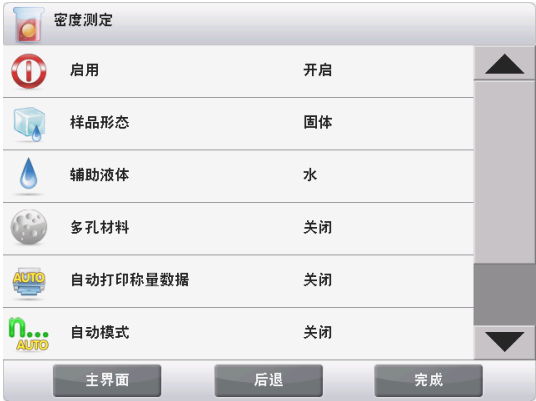 密度测定
启用 开启
样品形态 固体
辅助液体 水
多孔材料 关闭
AUTO 自动打印称量数据 关闭
n... AUTO 自动模式 关闭
主界面 后退 完成